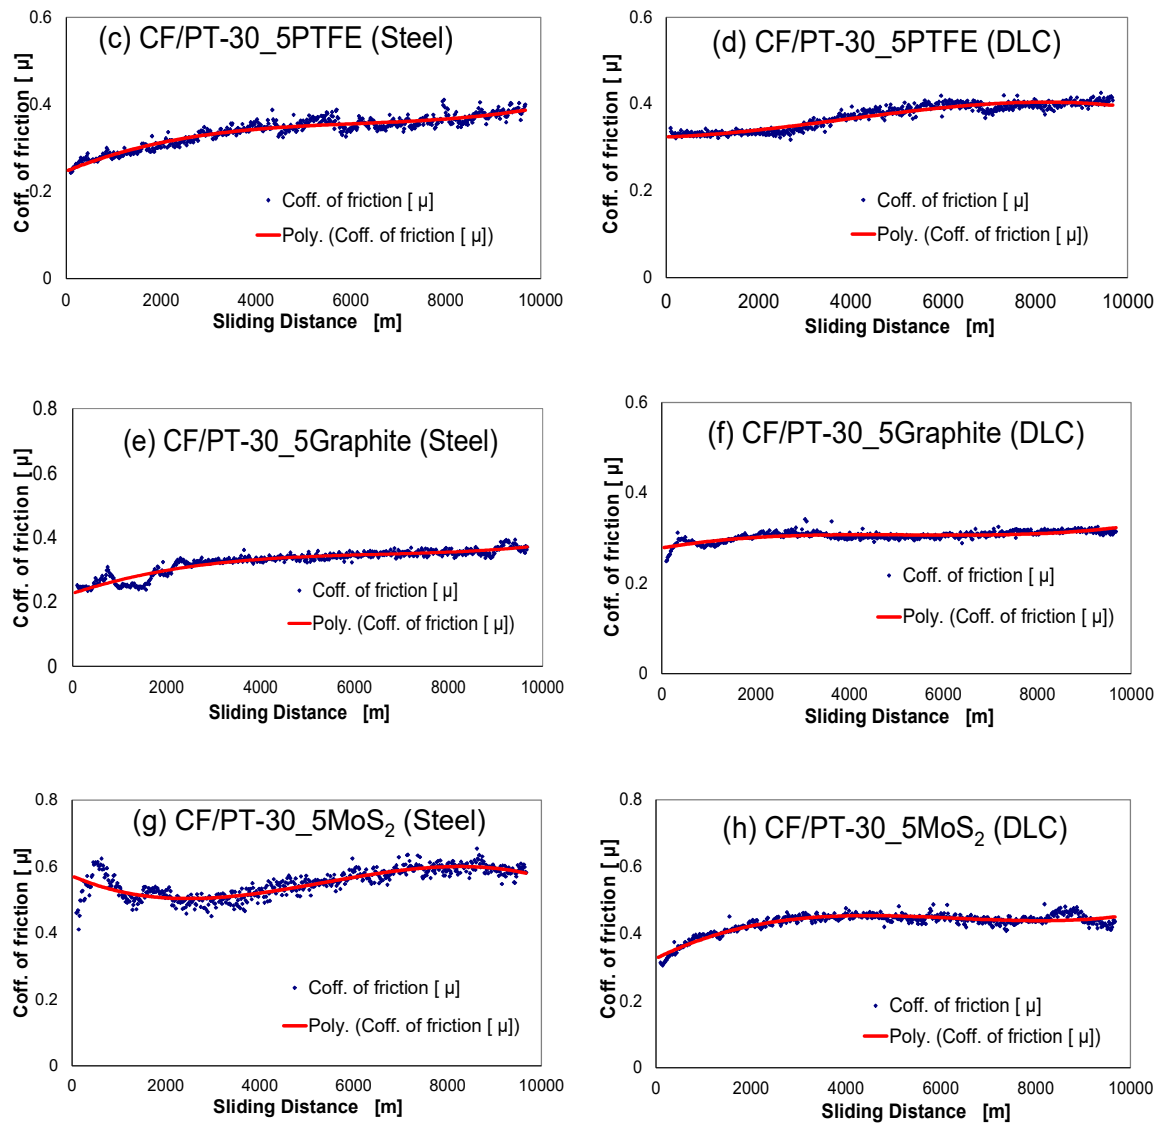 (c) CF/PT-30_5PTFE (Steel)
Coff. of friction [ µ]
0.6
0.4
0.2
0
Coff. of friction [ µ]
Poly. (Coff. of friction [ µ])
0 2000 4000 6000 8000 10000
Sliding Distance [m]
(d) CF/PT-30_5PTFE (DLC)
Coff. of friction [ µ]
0.6
0.4
0.2
0
Coff. of friction [ µ]
Poly. (Coff. of friction [ µ])
0 2000 4000 6000 8000 10000
Sliding Distance [m]
(e) CF/PT-30_5Graphite (Steel)
Coff. of friction [ µ]
0.8
0.6
0.4
0.2
0
Coff. of friction [ µ]
Poly. (Coff. of friction [ µ])
0 2000 4000 6000 8000 10000
Sliding Distance [m]
(f) CF/PT-30_5Graphite (DLC)
Coff. of friction [ µ]
0.6
0.4
0.2
0
Coff. of friction [ µ]
Poly. (Coff. of friction [ µ])
0 2000 4000 6000 8000 10000
Sliding Distance [m]
(g) CF/PT-30_5MoS₂ (Steel)
Coff. of friction [ µ]
0.8
0.6
0.4
0.2
0
Coff. of friction [ µ]
Poly. (Coff. of friction [ µ])
0 2000 4000 6000 8000 10000
Sliding Distance [m]
(h) CF/PT-30_5MoS₂ (DLC)
Coff. of friction [ µ]
0.8
0.6
0.4
0.2
0
Coff. of friction [ µ]
Poly. (Coff. of friction [ µ])
0 2000 4000 6000 8000 10000
Sliding Distance [m]